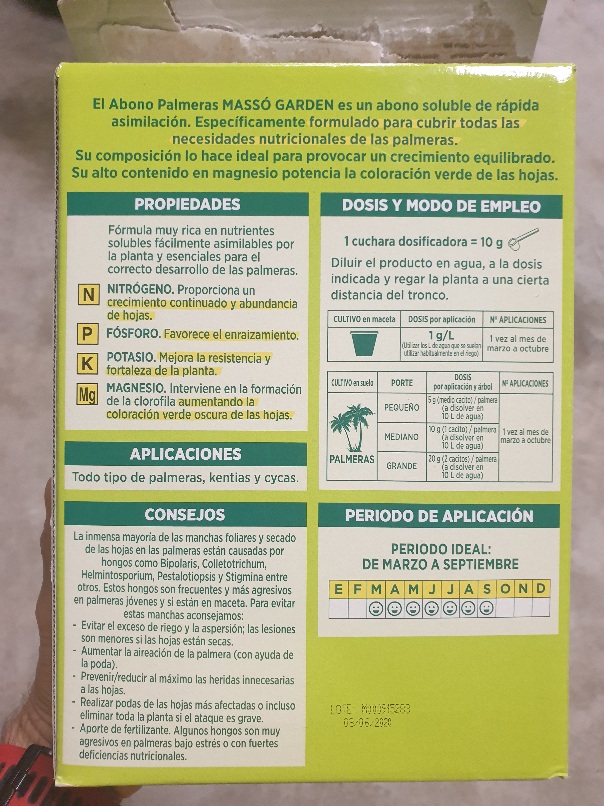 El Abono Palmeras MASSÓ GARDEN es un abono soluble de rápida
asimilación. Específicamente formulado para cubrir todas las
necesidades nutricionales de las palmeras.
Su composición lo hace ideal para provocar un crecimiento equilibrado.
Su alto contenido en magnesio potencia la coloración verde de las hojas.
PROPIEDADES
Fórmula muy rica en nutrientes
solubles fácilmente asimilables por
la planta y esenciales para el
correcto desarrollo de las palmeras.
N NITRÓGENO. Proporciona un
crecimiento continuado y abundancia
de hojas.
P FÓSFORO. Favorece el enraizamiento.
K POTASIO. Mejora la resistencia y
fortaleza de la planta.
Mg MAGNESIO. Interviene en la formación
de la clorofila aumentando la
coloración verde oscura de las hojas.
APLICACIONES
Todo tipo de palmeras, kentias y cycas.
CONSEJOS
La inmensa mayoría de las manchas foliares y secado
de las hojas en las palmeras están causadas por
hongos como Bipolaris, Colletotrichum,
Helmintosporium, Pestalotiopsis y Stigmina entre
otros. Estos hongos son frecuentes y más agresivos
en palmeras jóvenes y si están en maceta. Para evitar
estas manchas aconsejamos:
- Evitar el exceso de riego y la aspersión; las lesiones
son menores si las hojas están secas.
- Aumentar la aireación de la palmera (con ayuda de
la poda).
- Prevenir/reducir al máximo las heridas innecesarias
a las hojas.
- Realizar podas de las hojas más afectadas o incluso
eliminar toda la planta si el ataque es grave.
- Aporte de fertilizante. Algunos hongos son muy
agresivos en palmeras bajo estrés o con fuertes
deficiencias nutricionales.
DOSIS Y MODO DE EMPLEO
1 cuchara dosificadora = 10 g
Diluir el producto en agua, a la dosis
indicada y regar la planta a una cierta
distancia del tronco.
CULTIVO en maceta DOSIS por aplicación Nº APLICACIONES
1 g/L
(Utilizar los L de agua que se suelen
utilizar habitualmente en el riego)
1 vez al mes de
marzo a octubre
CULTIVO en suelo PORTE DOSIS
por aplicación y árbol Nº APLICACIONES
PALMERAS
PEQUEÑO 5 g (medio cacito) / palmera
(a disolver en
10 L de agua)
MEDIANO 10 g (1 cacito) / palmera
(a disolver en
10 L de agua)
GRANDE 20 g (2 cacitos) / palmera
(a disolver en
10 L de agua)
1 vez al mes de
marzo a octubre
PERIODO DE APLICACIÓN
PERIODO IDEAL:
DE MARZO A SEPTIEMBRE
E F M A M J J A S O N D
LOTE